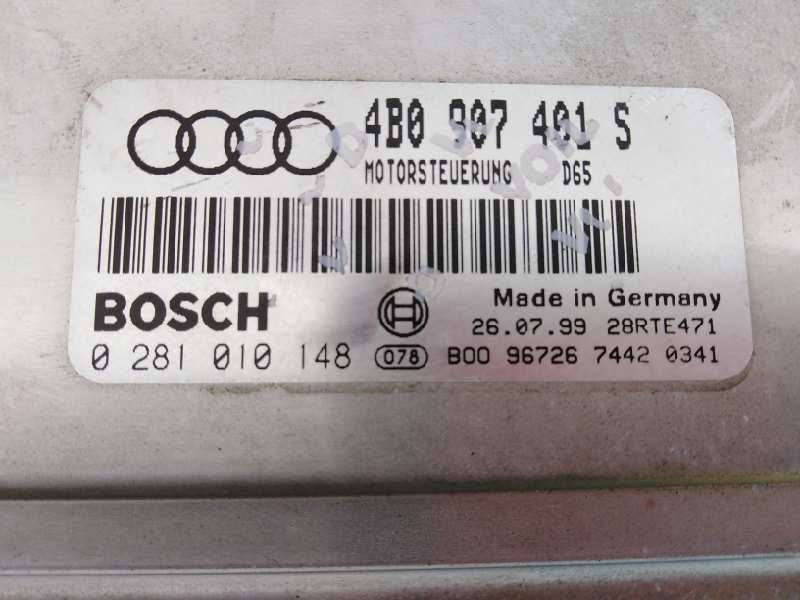 4B0 907 401 S
MOTORSTEUERUNG D65
BOSCH
Made in Germany
26.07.99 28RTE471
0 281 010 148 078 B00 96726 7442 0341